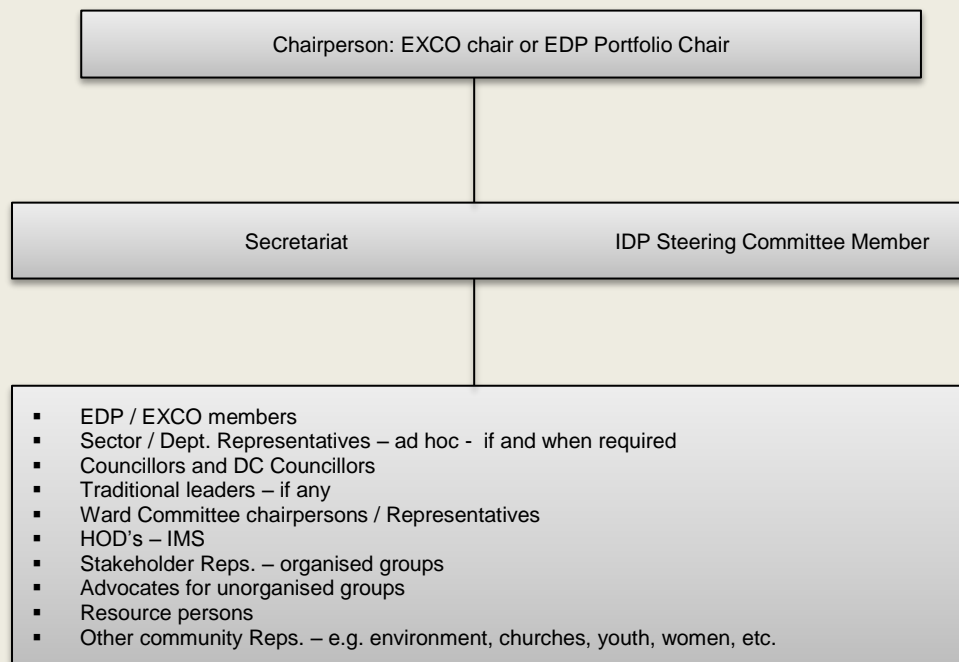 Chairperson: EXCO chair or EDP Portfolio Chair
Secretariat IDP Steering Committee Member
▪ EDP / EXCO members
▪ Sector / Dept. Representatives – ad hoc - if and when required
▪ Councillors and DC Councillors
▪ Traditional leaders – if any
▪ Ward Committee chairpersons / Representatives
▪ HOD's – IMS
▪ Stakeholder Reps. – organised groups
▪ Advocates for unorganised groups
▪ Resource persons
▪ Other community Reps. – e.g. environment, churches, youth, women, etc.